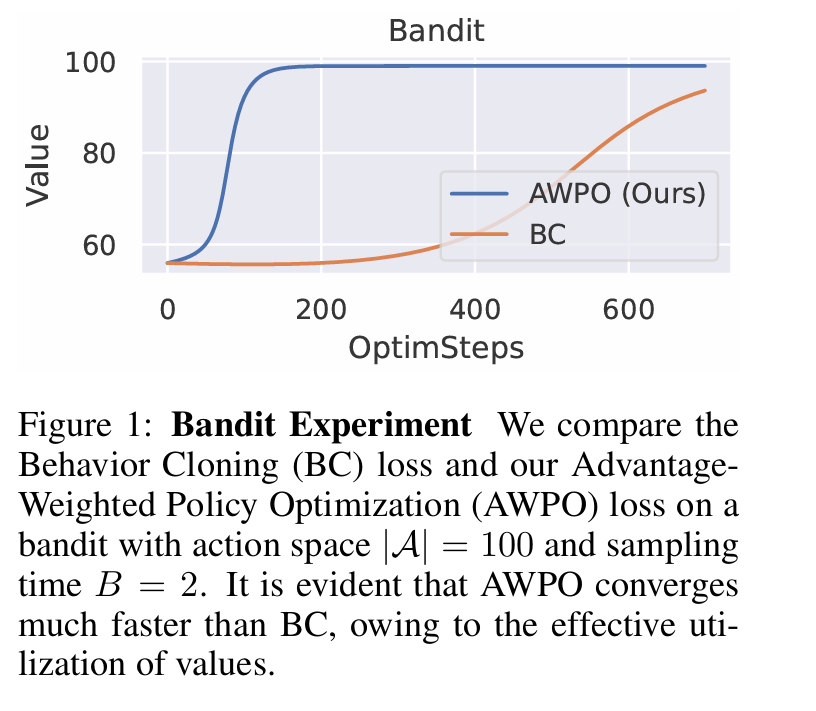 Bandit
100
80
60
Value
AWPO (Ours)
BC
0 200 400 600
OptimSteps
Figure 1: Bandit Experiment We compare the
Behavior Cloning (BC) loss and our Advantage-
Weighted Policy Optimization (AWPO) loss on a
bandit with action space |𝒜| = 100 and sampling
time B = 2. It is evident that AWPO converges
much faster than BC, owing to the effective uti-
lization of values.